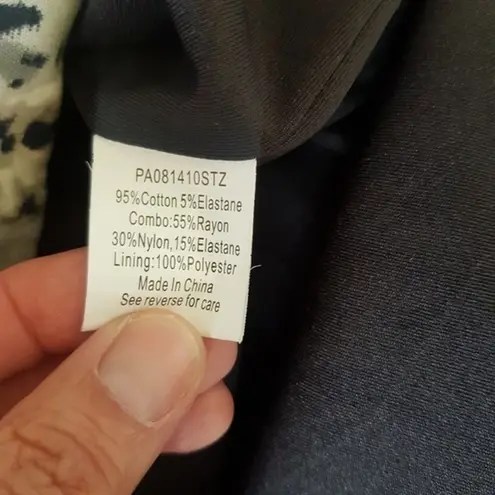 PA081410STZ
95%Cotton 5%Elastane
Combo:55%Rayon
30%Nylon,15%Elastane
Lining:100%Polyester
Made In China
See reverse for care